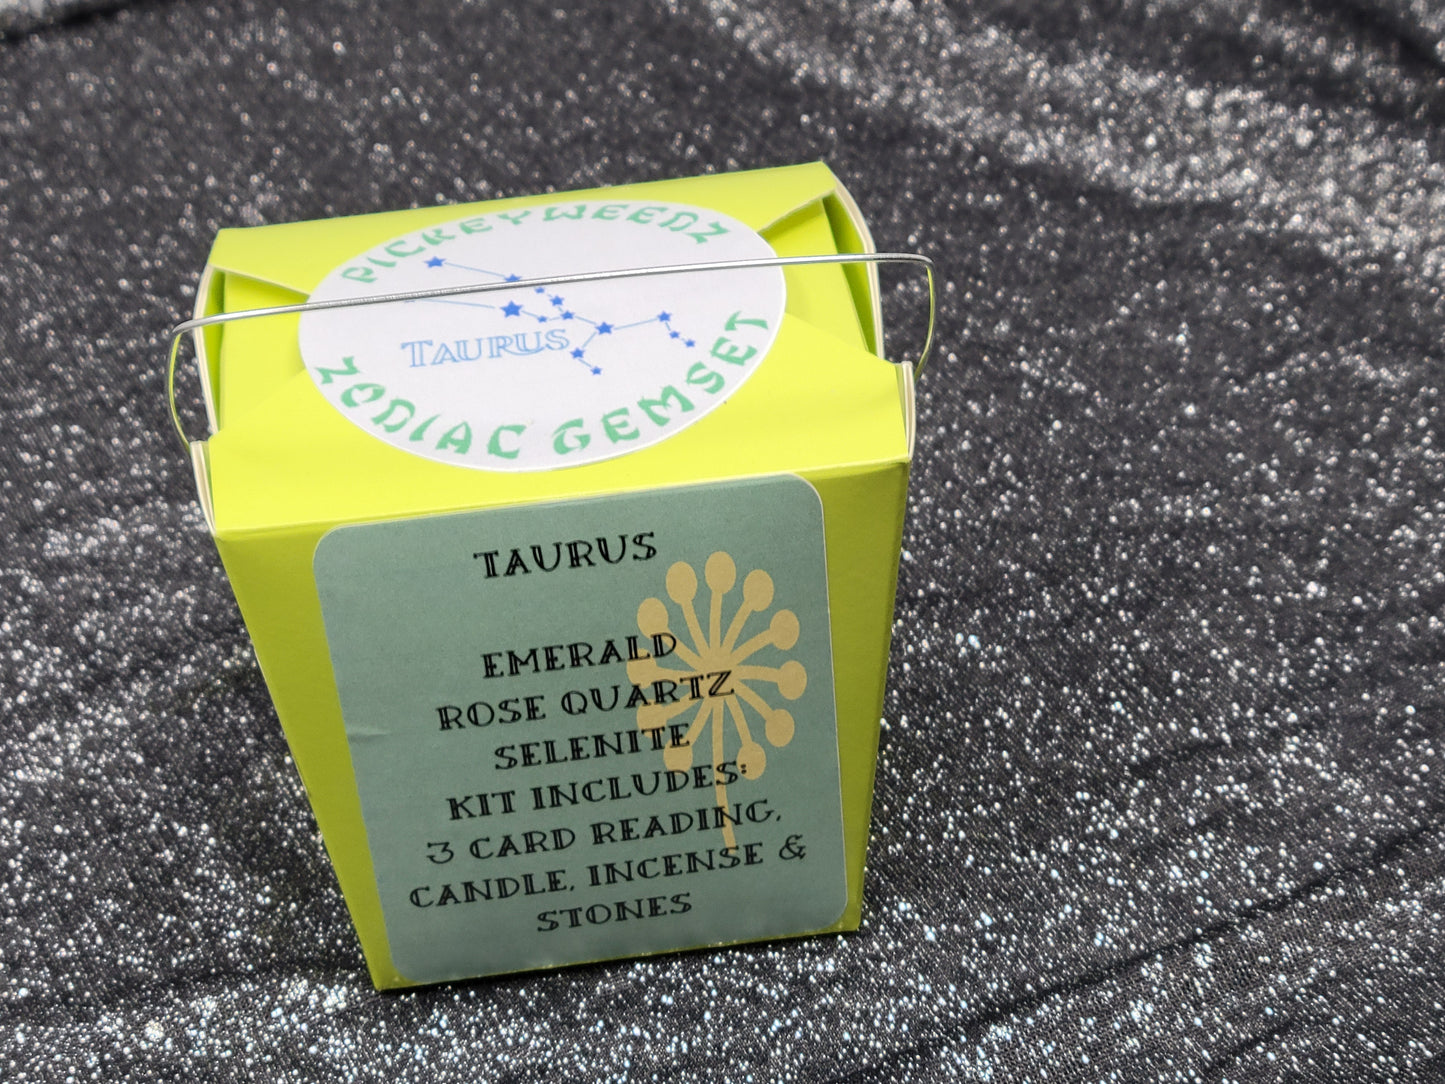 PICKEYWEEDZ
TAURUS
ZODIAC GEMSET
TAURUS
EMERALD
ROSE QUARTZ
SELENITE
KIT INCLUDES:
3 CARD READING,
CANDLE, INCENSE &
STONES